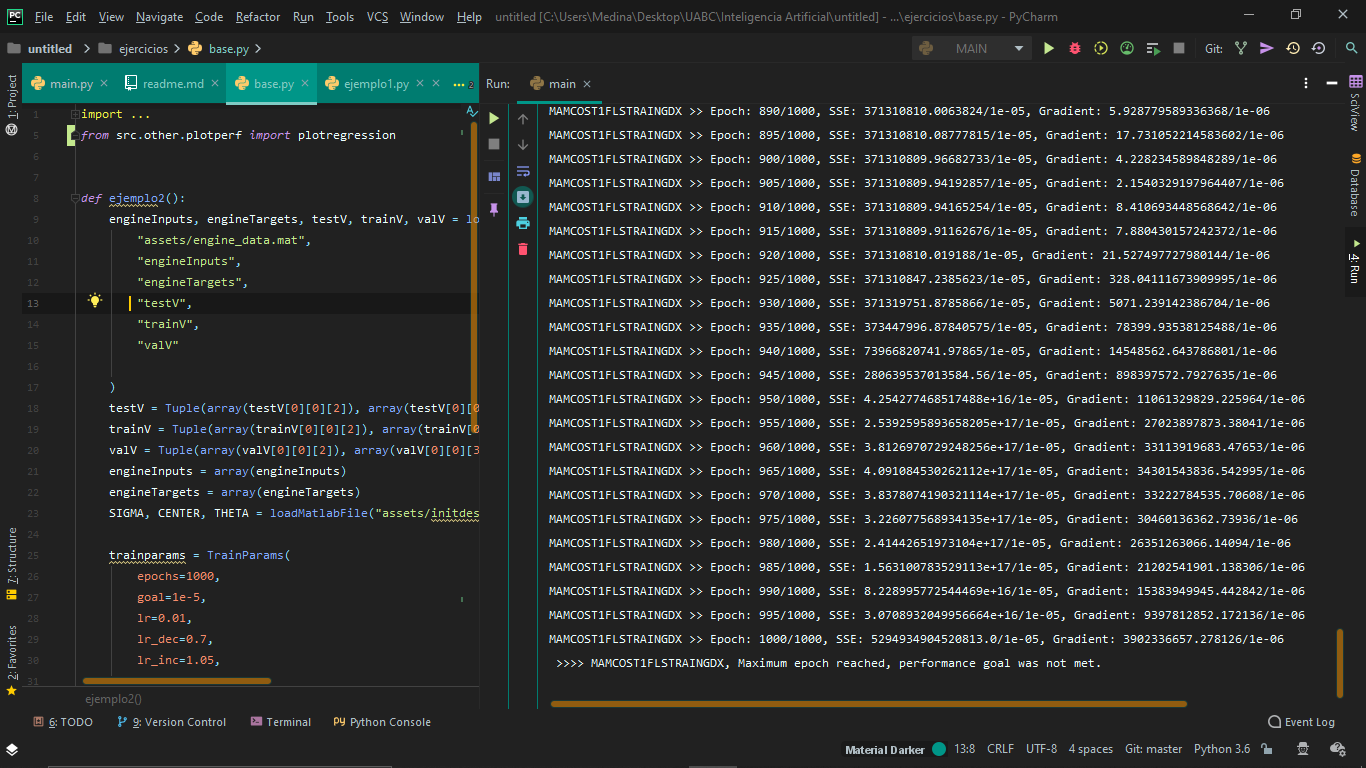 File Edit View Navigate Code Refactor Run Tools VCS Window Help untitled [C:\Users\Medina\Desktop\UABC\Inteligencia Artificial\untitled] - ...\ejercicios\base.py - PyCharm
untitled ejercicios base.py MAIN Git:
main.py readme.md base.py ejemplo1.py 2 Run: main
1: Project
7: Structure
2: Favorites
1 import ...
5 from src.other.plotperf import plotregression
6
7
8 def ejemplo2():
9 engineInputs, engineTargets, testV, trainV, valV = lo
10 "assets/engine_data.mat",
11 "engineInputs",
12 "engineTargets",
13 "testV",
14 "trainV",
15 "valV"
16
17 )
18 testV = Tuple(array(testV[0][0][2]), array(testV[0][0
19 trainV = Tuple(array(trainV[0][0][2]), array(trainV[0
20 valV = Tuple(array(valV[0][0][2]), array(valV[0][0][3
21 engineInputs = array(engineInputs)
22 engineTargets = array(engineTargets)
23 SIGMA, CENTER, THETA = loadMatlabFile("assets/initdes
24
25 trainparams = TrainParams(
26 epochs=1000,
27 goal=1e-5,
28 lr=0.01,
29 lr_dec=0.7,
30 lr_inc=1.05,
31
ejemplo2()
MAMCOST1FLSTRAINGDX >> Epoch: 890/1000, SSE: 371310810.0063824/1e-05, Gradient: 5.928779589336368/1e-06
MAMCOST1FLSTRAINGDX >> Epoch: 895/1000, SSE: 371310810.08777815/1e-05, Gradient: 17.731052214583602/1e-06
MAMCOST1FLSTRAINGDX >> Epoch: 900/1000, SSE: 371310809.96682733/1e-05, Gradient: 4.228234589848289/1e-06
MAMCOST1FLSTRAINGDX >> Epoch: 905/1000, SSE: 371310809.94192857/1e-05, Gradient: 2.1540329197964407/1e-06
MAMCOST1FLSTRAINGDX >> Epoch: 910/1000, SSE: 371310809.94165254/1e-05, Gradient: 8.410693448568642/1e-06
MAMCOST1FLSTRAINGDX >> Epoch: 915/1000, SSE: 371310809.91162676/1e-05, Gradient: 7.880430157242372/1e-06
MAMCOST1FLSTRAINGDX >> Epoch: 920/1000, SSE: 371310810.019188/1e-05, Gradient: 21.527497727980144/1e-06
MAMCOST1FLSTRAINGDX >> Epoch: 925/1000, SSE: 371310847.2385623/1e-05, Gradient: 328.04111673909995/1e-06
MAMCOST1FLSTRAINGDX >> Epoch: 930/1000, SSE: 371319751.8785866/1e-05, Gradient: 5071.239142386704/1e-06
MAMCOST1FLSTRAINGDX >> Epoch: 935/1000, SSE: 373447996.87840575/1e-05, Gradient: 78399.93538125488/1e-06
MAMCOST1FLSTRAINGDX >> Epoch: 940/1000, SSE: 73966820741.97865/1e-05, Gradient: 14548562.643786801/1e-06
MAMCOST1FLSTRAINGDX >> Epoch: 945/1000, SSE: 280639537013584.56/1e-05, Gradient: 898397572.7927635/1e-06
MAMCOST1FLSTRAINGDX >> Epoch: 950/1000, SSE: 4.254277468517488e+16/1e-05, Gradient: 11061329829.225964/1e-06
MAMCOST1FLSTRAINGDX >> Epoch: 955/1000, SSE: 2.5392595893658205e+17/1e-05, Gradient: 27023897873.38041/1e-06
MAMCOST1FLSTRAINGDX >> Epoch: 960/1000, SSE: 3.8126970729248256e+17/1e-05, Gradient: 33113919683.47653/1e-06
MAMCOST1FLSTRAINGDX >> Epoch: 965/1000, SSE: 4.091084530262112e+17/1e-05, Gradient: 34301543836.542995/1e-06
MAMCOST1FLSTRAINGDX >> Epoch: 970/1000, SSE: 3.8378074190321114e+17/1e-05, Gradient: 33222784535.70608/1e-06
MAMCOST1FLSTRAINGDX >> Epoch: 975/1000, SSE: 3.226077568934135e+17/1e-05, Gradient: 30460136362.73936/1e-06
MAMCOST1FLSTRAINGDX >> Epoch: 980/1000, SSE: 2.41442651973104e+17/1e-05, Gradient: 26351263066.14094/1e-06
MAMCOST1FLSTRAINGDX >> Epoch: 985/1000, SSE: 1.563100783529113e+17/1e-05, Gradient: 21202541901.138306/1e-06
MAMCOST1FLSTRAINGDX >> Epoch: 990/1000, SSE: 8.228995772544469e+16/1e-05, Gradient: 15383949945.442842/1e-06
MAMCOST1FLSTRAINGDX >> Epoch: 995/1000, SSE: 3.0708932049956664e+16/1e-05, Gradient: 9397812852.172136/1e-06
MAMCOST1FLSTRAINGDX >> Epoch: 1000/1000, SSE: 5294934904520813.0/1e-05, Gradient: 3902336657.278126/1e-06
>>>> MAMCOST1FLSTRAINGDX, Maximum epoch reached, performance goal was not met.
SciView
Database
4: Run
6: TODO 9: Version Control Terminal Python Console Event Log
Material Darker 13:8 CRLF UTF-8 4 spaces Git: master Python 3.6